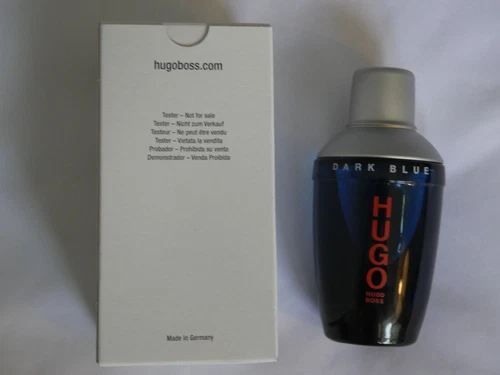 hugoboss.com
Tester – Not for sale
Tester – Nicht zum Verkauf
Testeur – Ne peut être vendu
Tester – Vietata la vendita
Probador – Prohibida su venta
Demonstrador – Venda Proibida
Made in Germany
DARK BLUE
HUGO
HUGO
BOSS